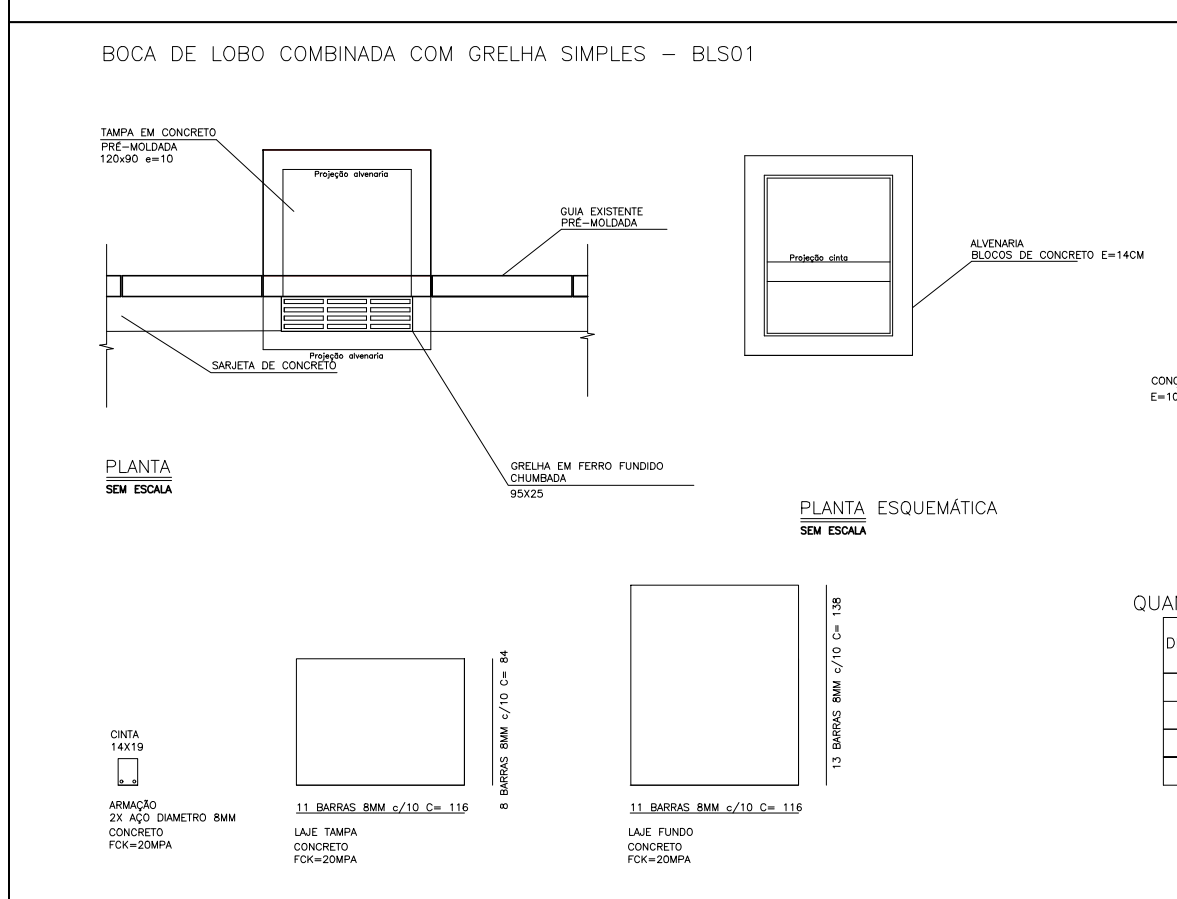 BOCA DE LOBO COMBINADA COM GRELHA SIMPLES – BLS01
TAMPA EM CONCRETO
PRÉ–MOLDADA
120x90 e=10
Projeção alvenaria
GUIA EXISTENTE
PRÉ–MOLDADA
Projeção alvenaria
SARJETA DE CONCRETO
GRELHA EM FERRO FUNDIDO
CHUMBADA
95X25
PLANTA
SEM ESCALA
Projeção cinta
ALVENARIA
BLOCOS DE CONCRETO E=14CM
PLANTA ESQUEMÁTICA
SEM ESCALA
CINTA
14X19
ARMAÇÃO
2X AÇO DIAMETRO 8MM
CONCRETO
FCK=20MPA
8 BARRAS 8MM c/10 C= 84
11 BARRAS 8MM c/10 C= 116
LAJE TAMPA
CONCRETO
FCK=20MPA
13 BARRAS 8MM c/10 C= 138
11 BARRAS 8MM c/10 C= 116
LAJE FUNDO
CONCRETO
FCK=20MPA